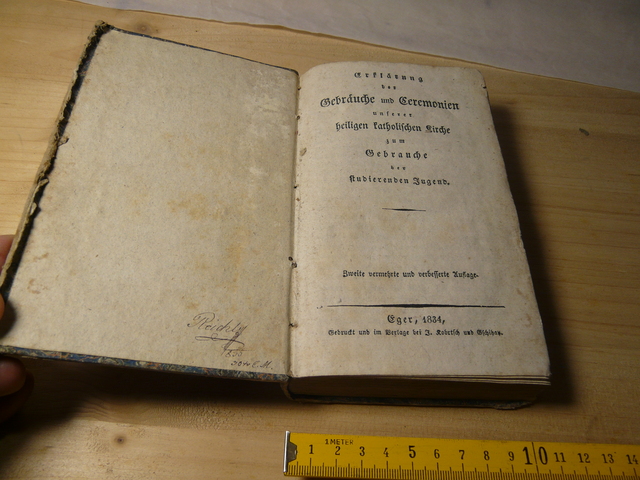 Erklärung
der
Gebräuche und Ceremonien
unserer
heiligen katholischen Kirche
zum
Gebrauche
der
studierenden Jugend.
Zweite vermehrte und verbesserte Auflage.
Eger, 1834,
Gedruckt und im Verlage bei J. Kobrtsch und Gschihay.
1 METER
1 2 3 4 5 6 7 8 9 10 11 12 13 14